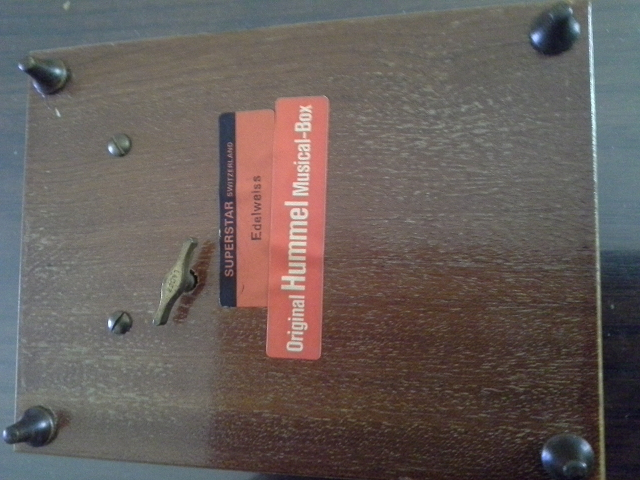 SUPERSTAR SWITZERLAND
Edelweiss
Original Hummel Musical-Box